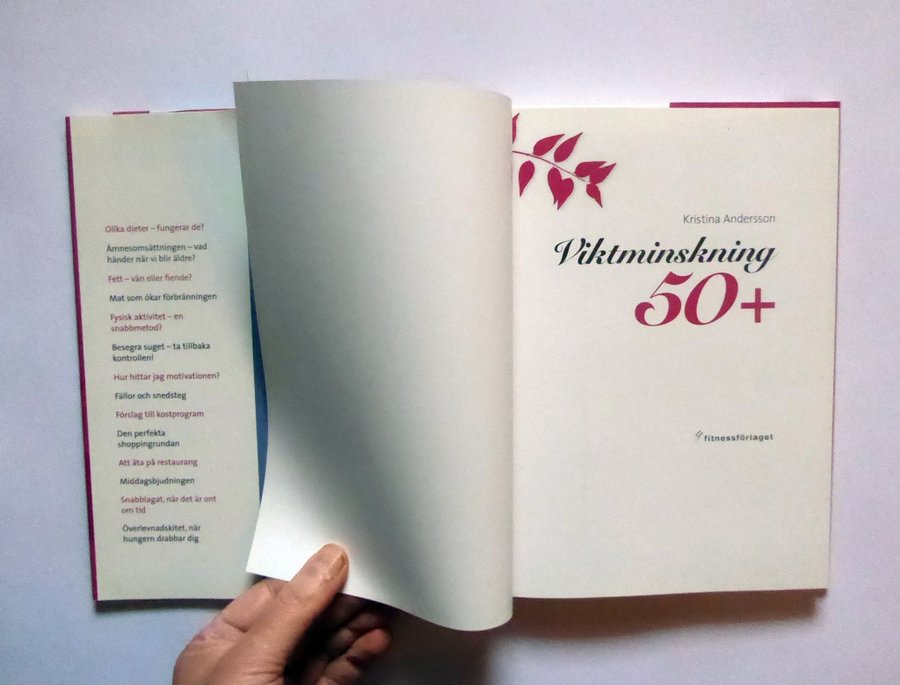 Olika dieter – fungerar de?
Ämnesomsättningen – vad
händer när vi blir äldre?
Fett – vän eller fiende?
Mat som ökar förbränningen
Fysisk aktivitet – en
snabbmetod?
Besegra suget – ta tillbaka
kontrollen!
Hur hittar jag motivationen?
Fällor och snedsteg
Förslag till kostprogram
Den perfekta
shoppingrundan
Att äta på restaurang
Middagsbjudningen
Snabblagat, när det är ont
om tid
Överlevnadskitet, när
hungern drabbar dig
Kristina Andersson
Viktminskning
50+
fitnessförlaget